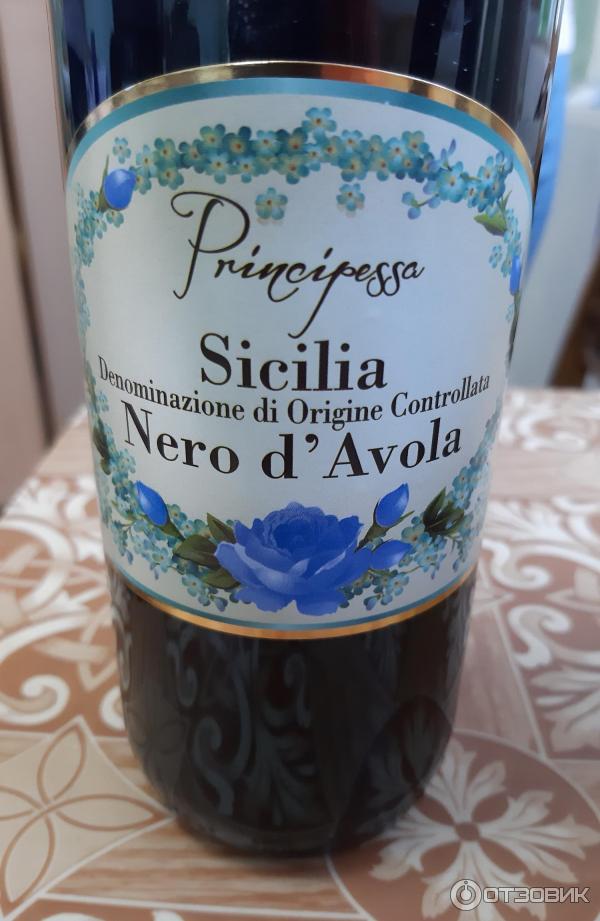 Principessa
Sicilia
Denominazione di Origine Controllata
Nero d'Avola
ОТЗОВИК